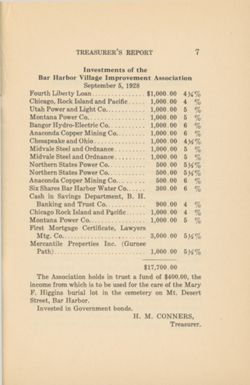 TREASURER'S REPORT 7
Investments of the
Bar Harbor Village Improvement Association
September 5, 1928
Fourth Liberty Loan $1,000.00 4¼%
Chicago, Rock Island and Pacific 1,000.00 4 %
Utah Power and Light Co. 1,000.00 5 %
Montana Power Co. 1,000.00 5 %
Bangor Hydro-Electric Co. 1,000.00 6 %
Anaconda Copper Mining Co. 1,000.00 6 %
Chesapeake and Ohio 1,000.00 4½%
Midvale Steel and Ordnance 1,000.00 5 %
Midvale Steel and Ordnance 1,000.00 5 %
Northern States Power Co. 500.00 5½%
Northern States Power Co. 500.00 5½%
Anaconda Copper Mining Co. 500.00 6 %
Six Shares Bar Harbor Water Co. 300.00 6 %
Cash in Savings Department, B. H.
Banking and Trust Co. 900.00 4 %
Chicago Rock Island and Pacific 1,000.00 4 %
Montana Power Co. 1,000.00 5 %
First Mortgage Certificate, Lawyers
Mtg. Co. 3,000.00 5½%
Mercantile Properties Inc. (Gurnee
Path) 1,000.00 5½%
$17,700.00
The Association holds in trust a fund of $400.00, the
income from which is to be used for the care of the Mary
F. Higgins burial lot in the cemetery on Mt. Desert
Street, Bar Harbor.
Invested in Government bonds.
H. M. CONNERS,
Treasurer.